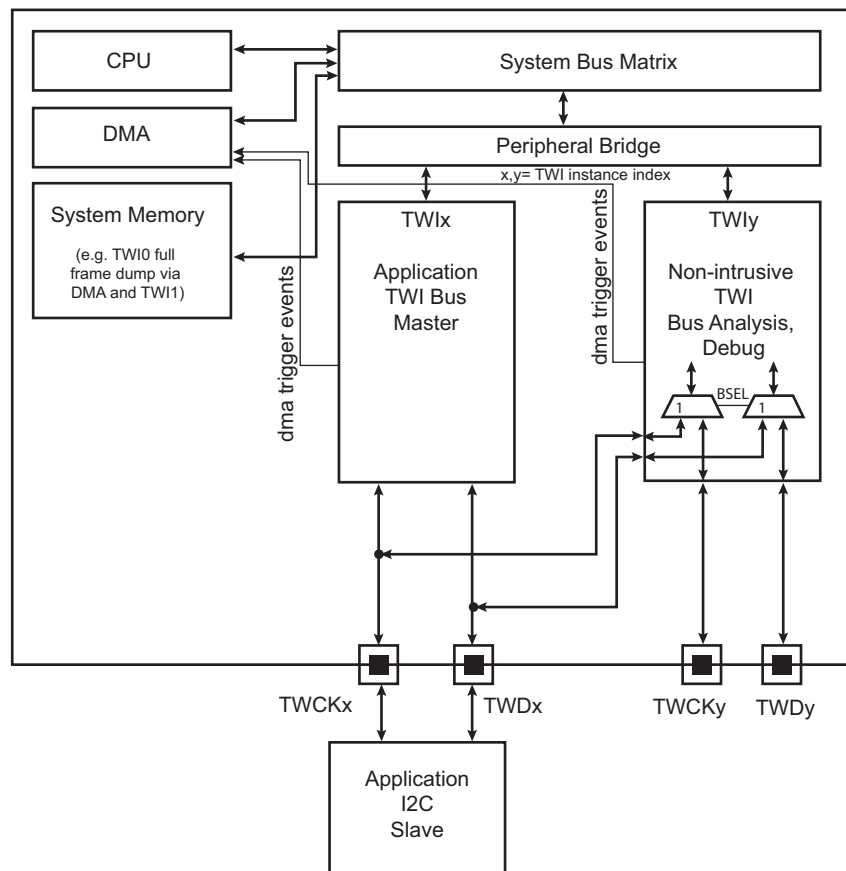 CPU
System Bus Matrix
DMA
Peripheral Bridge
x,y= TWI instance index
System Memory
(e.g. TWI0 full
frame dump via
DMA and TWI1)
dma trigger events
TWIx
Application
TWI Bus
Master
dma trigger events
TWIy
Non-intrusive
TWI
Bus Analysis,
Debug
BSEL
1
1
TWCKx
TWDx
TWCKy
TWDy
Application
I2C
Slave